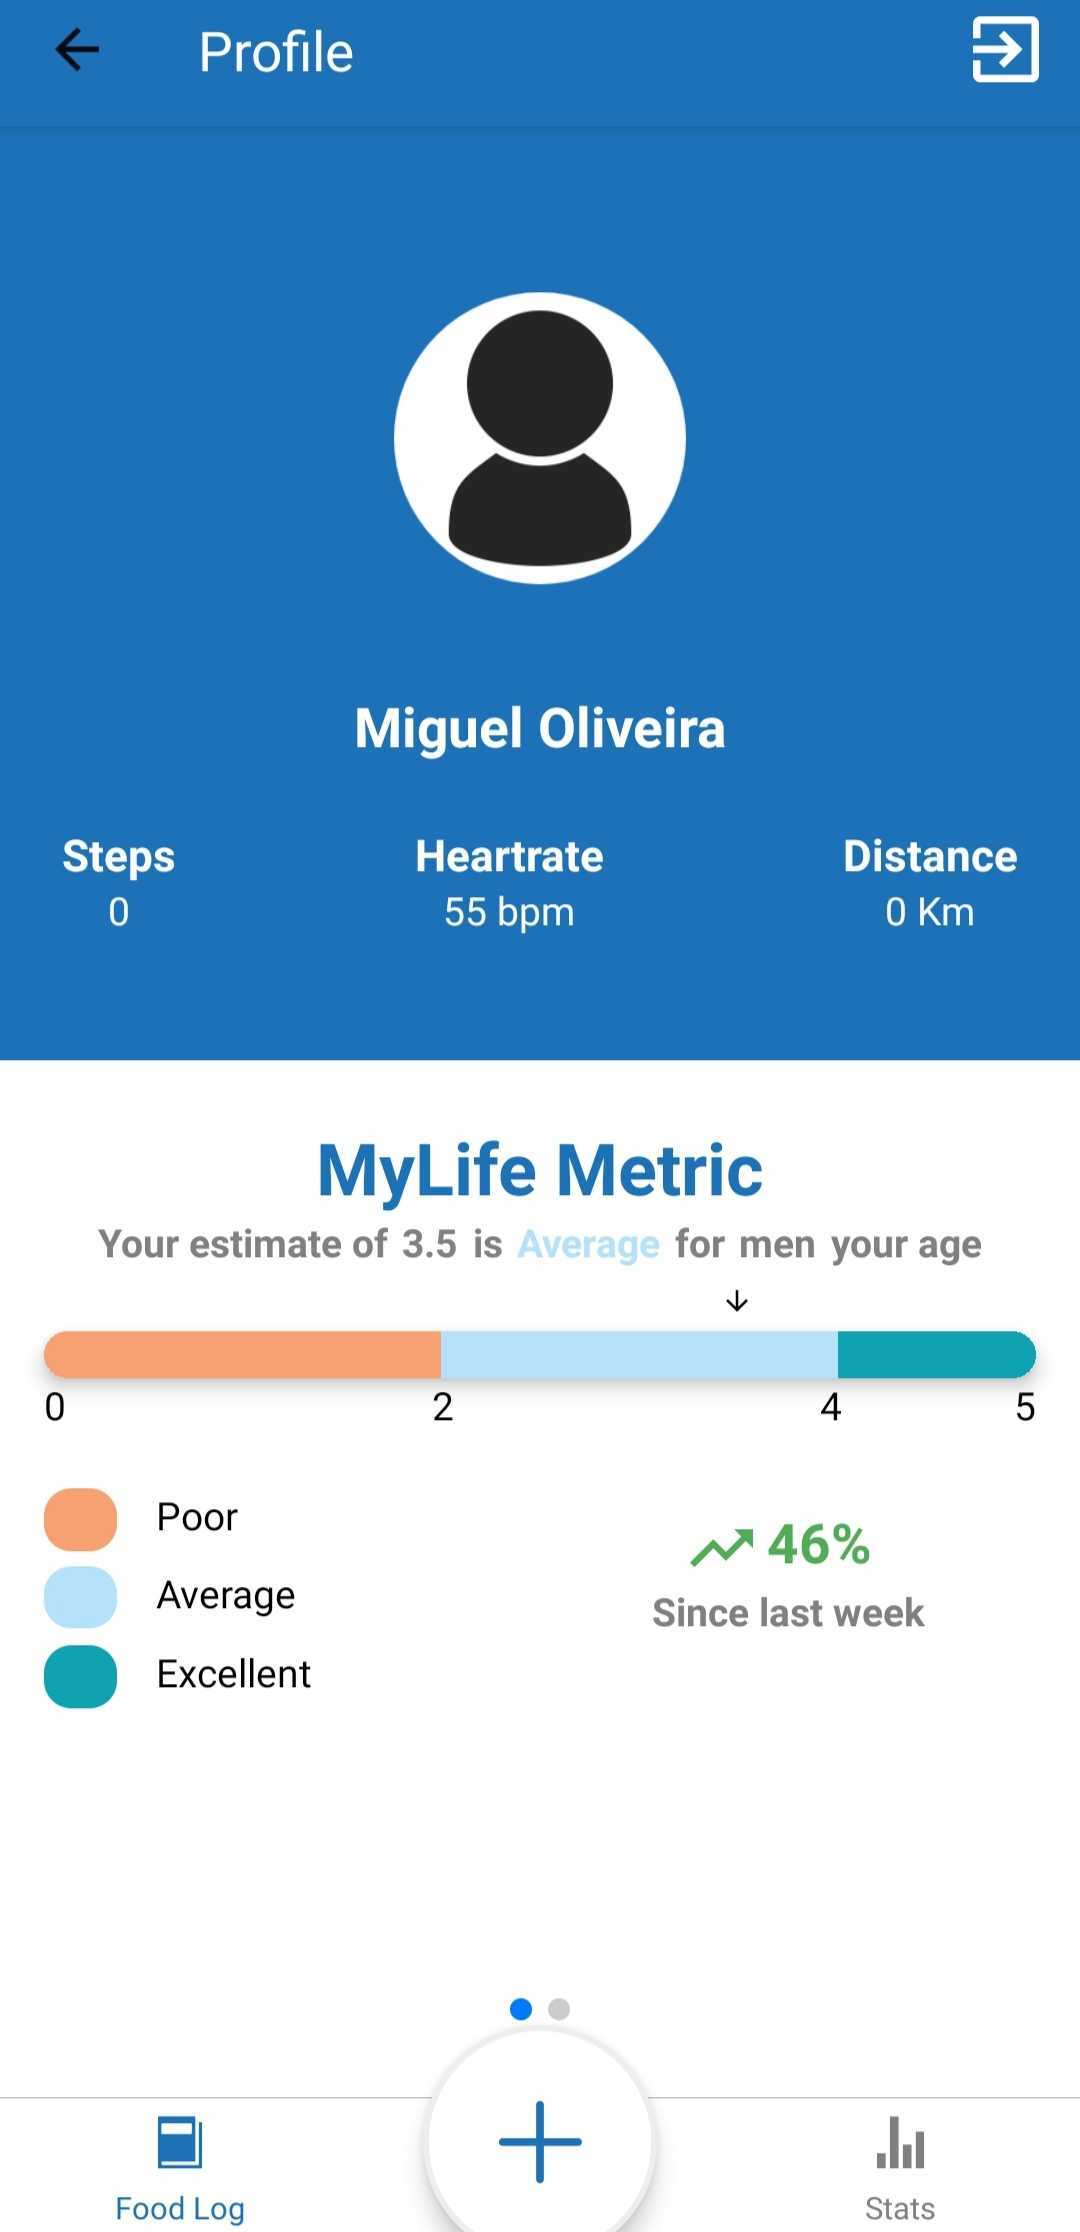 Profile
Miguel Oliveira
Steps Heartrate Distance
0 55 bpm 0 Km
MyLife Metric
Your estimate of 3.5 is Average for men your age
0 2 4 5
Poor
Average
Excellent
46%
Since last week
Food Log Stats